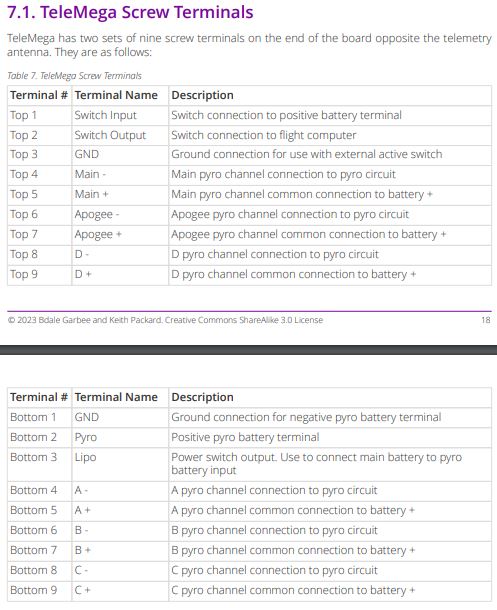 7.1. TeleMega Screw Terminals
TeleMega has two sets of nine screw terminals on the end of the board opposite the telemetry
antenna. They are as follows:
Table 7. TeleMega Screw Terminals
Terminal # Terminal Name Description
Top 1 Switch Input Switch connection to positive battery terminal
Top 2 Switch Output Switch connection to flight computer
Top 3 GND Ground connection for use with external active switch
Top 4 Main - Main pyro channel connection to pyro circuit
Top 5 Main + Main pyro channel common connection to battery +
Top 6 Apogee - Apogee pyro channel connection to pyro circuit
Top 7 Apogee + Apogee pyro channel common connection to battery +
Top 8 D - D pyro channel connection to pyro circuit
Top 9 D + D pyro channel common connection to battery +
© 2023 Bdale Garbee and Keith Packard. Creative Commons ShareAlike 3.0 License 18
Terminal # Terminal Name Description
Bottom 1 GND Ground connection for negative pyro battery terminal
Bottom 2 Pyro Positive pyro battery terminal
Bottom 3 Lipo Power switch output. Use to connect main battery to pyro
battery input
Bottom 4 A - A pyro channel connection to pyro circuit
Bottom 5 A + A pyro channel common connection to battery +
Bottom 6 B - B pyro channel connection to pyro circuit
Bottom 7 B + B pyro channel common connection to battery +
Bottom 8 C - C pyro channel connection to pyro circuit
Bottom 9 C + C pyro channel common connection to battery +